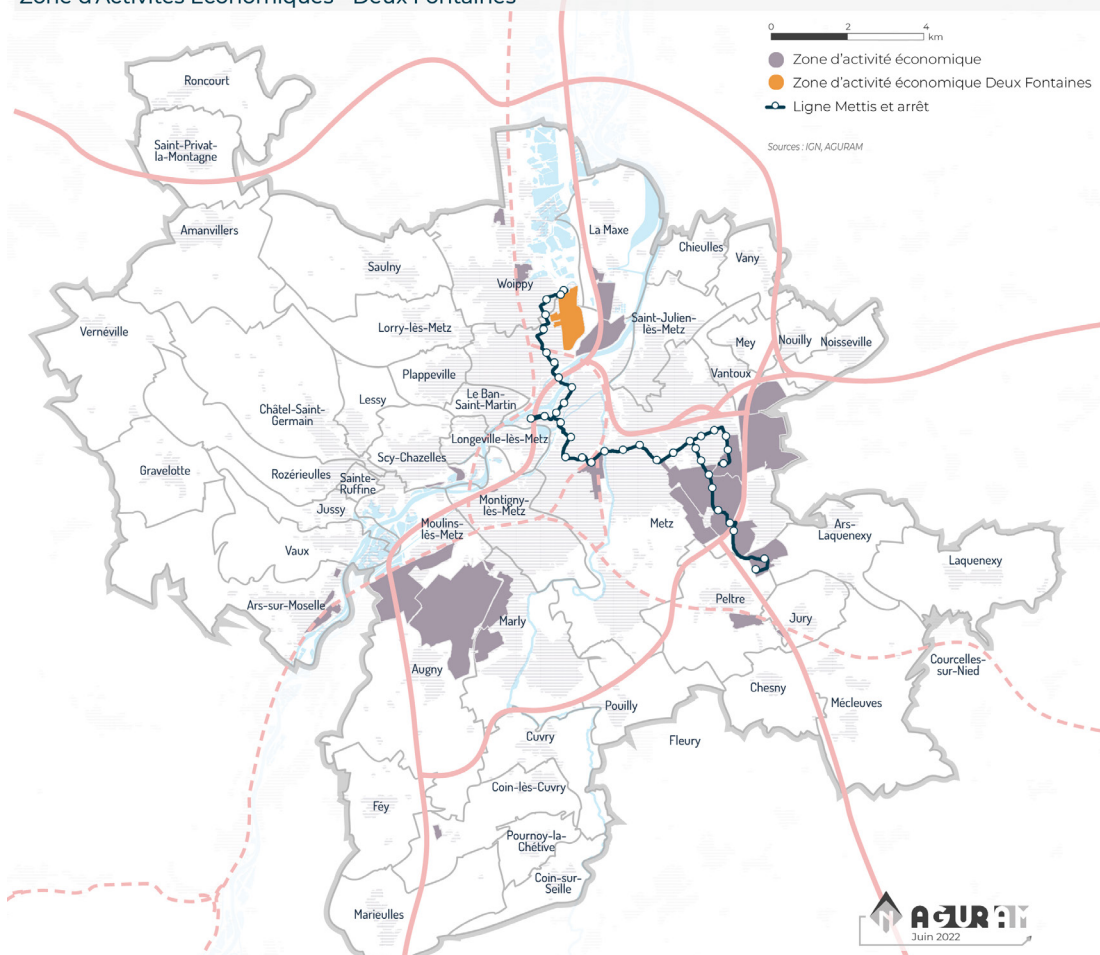 Zone d'Activités Économiques - Deux Fontaines
0 2 4
km
Zone d'activité économique
Zone d'activité économique Deux Fontaines
Ligne Mettis et arrêt
Sources : IGN, AGURAM
Roncourt
Saint-Privat-
la-Montagne
Amanvillers
La Maxe
Chieulles
Vany
Saulny
Woippy
Vernéville
Lorry-lès-Metz
Saint-Julien-
lès-Metz
Mey
Nouilly
Noisseville
Plappeville
Vantoux
Lessy
Le Ban-
Saint-Martin
Châtel-Saint-
Germain
Longeville-lès-Metz
Scy-Chazelles
Gravelotte
Rozérieulles
Sainte-
Ruffine
Jussy
Montigny-
lès-Metz
Moulins-
lès-Metz
Metz
Ars-
Laquenexy
Vaux
Laquenexy
Ars-sur-Moselle
Peltre
Marly
Jury
Augny
Courcelles-
sur-Nied
Chesny
Mécleuves
Pouilly
Cuvry
Fleury
Coin-lès-Cuvry
Féy
Pournoy-la-
Chétive
Coin-sur-
Seille
Marieulles
N
AGURAM
Juin 2022